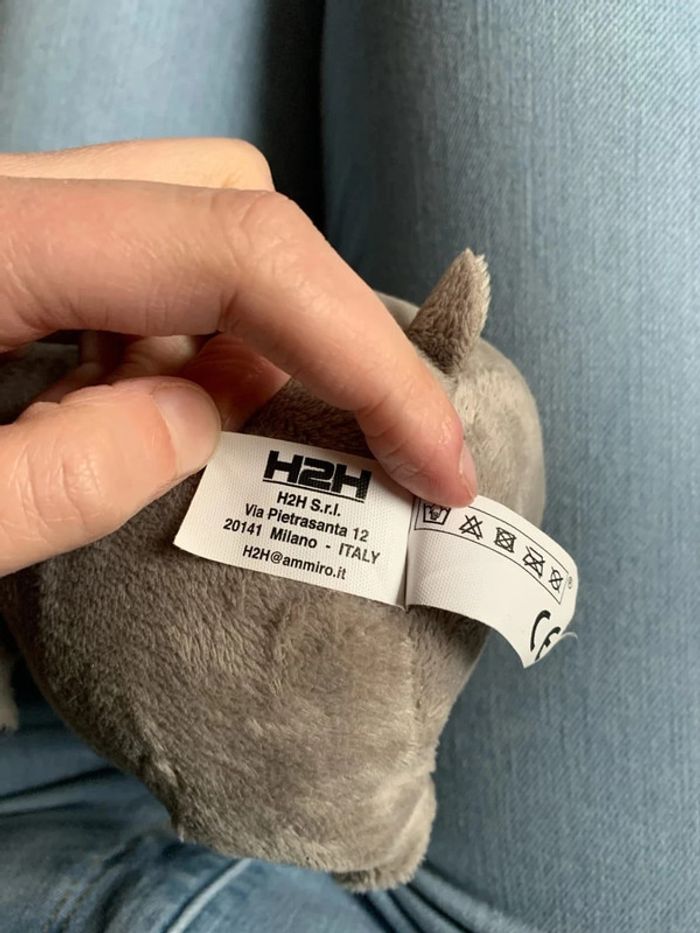 H2H
H2H S.r.l.
Via Pietrasanta 12
20141 Milano - ITALY
H2H@ammiro.it
CE